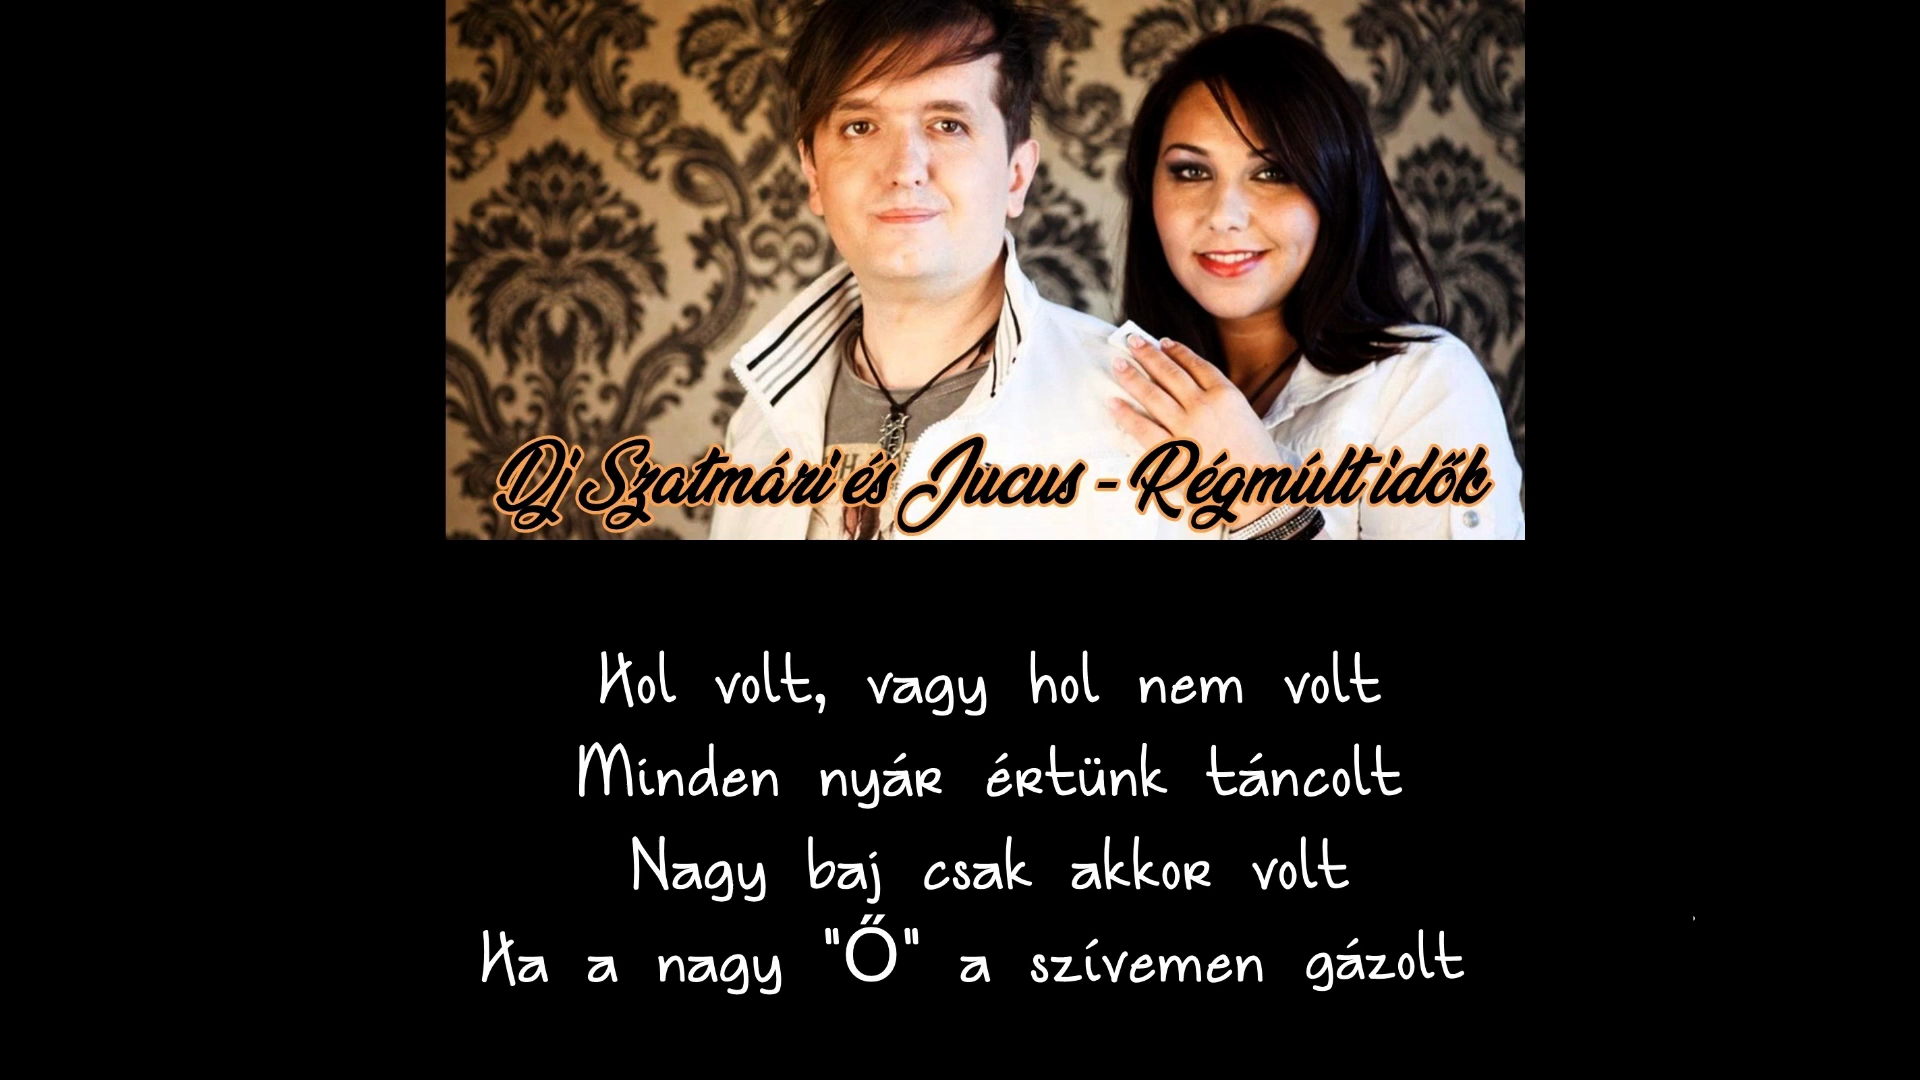 Dj Szatmári és Jucus - Régmúlt idők
Hol volt, vagy hol nem volt
Minden nyár értünk táncolt
Nagy baj csak akkor volt
Ha a nagy "Ő" a szívemen gázolt